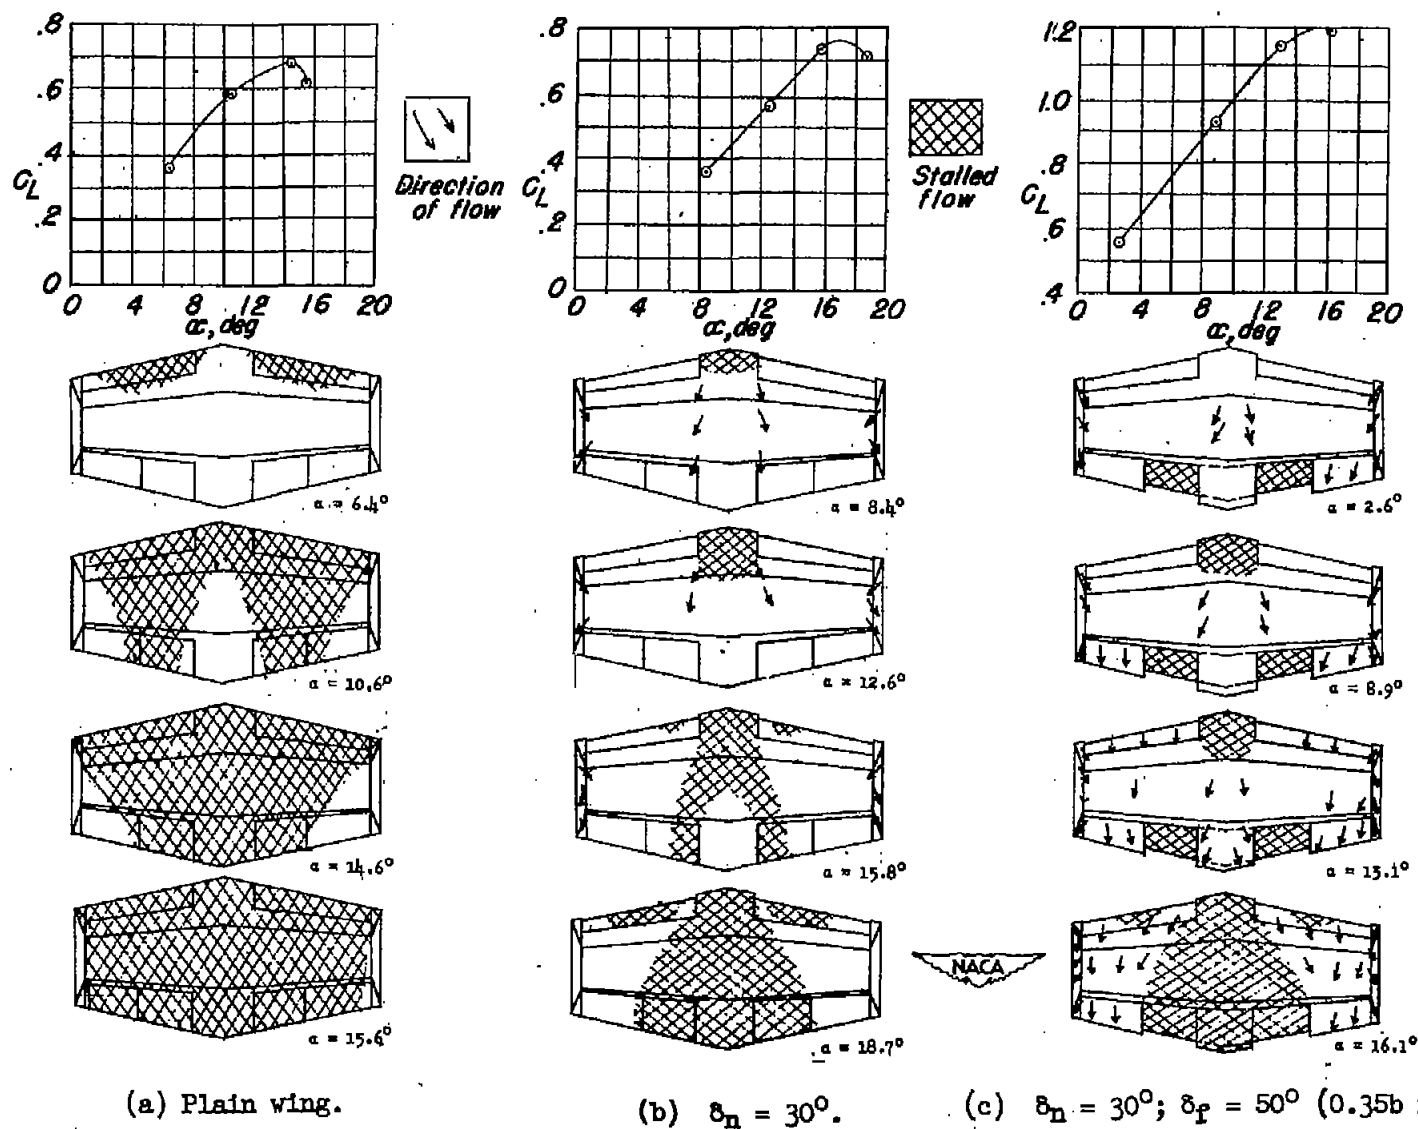 .8
.6
.4
C_L
.2
0
0 4 8 12 16 20
α, deg
Direction
of flow
.8
.6
.4
C_L
.2
0
0 4 8 12 16 20
α, deg
Stalled
flow
1.2
1.0
.8
C_L
.6
.4
0 4 8 12 16 20
α, deg
α = 6.4°
α = 10.6°
α = 14.6°
α = 15.6°
(a) Plain wing.
α = 8.4°
α = 12.6°
α = 15.8°
α = 18.7°
(b) δn = 30°.
α = 2.6°
α = 8.9°
α = 13.1°
α = 16.1°
NACA
(c) δn = 30°; δf = 50° (0.35b